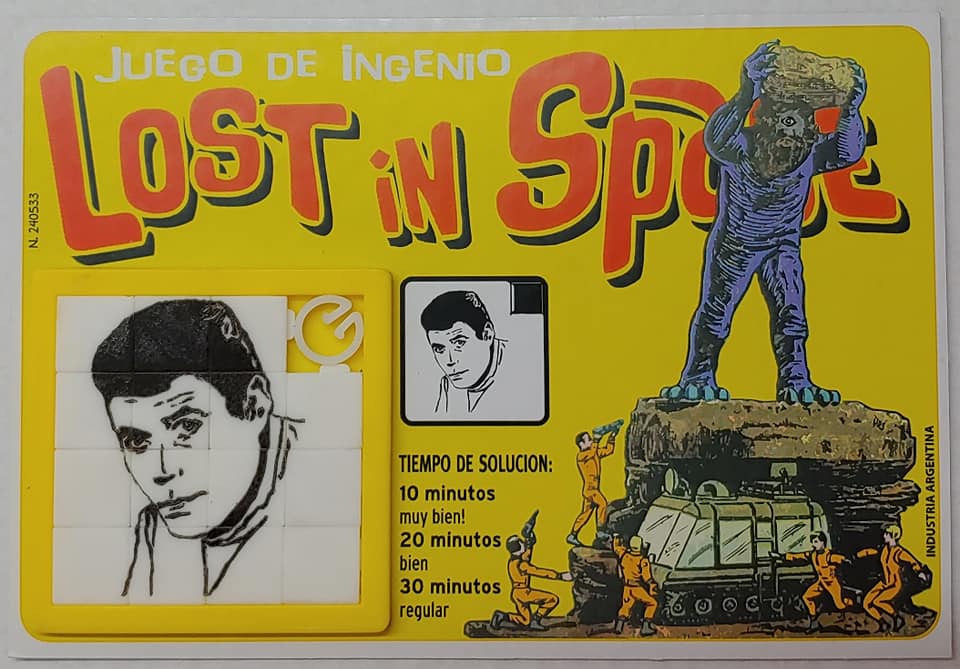 JUEGO DE iNGENiO
LOST iN SPACE
N. 240533
TIEMPO DE SOLUCION:
10 minutos
muy bien!
20 minutos
bien
30 minutos
regular
INDUSTRIA ARGENTINA